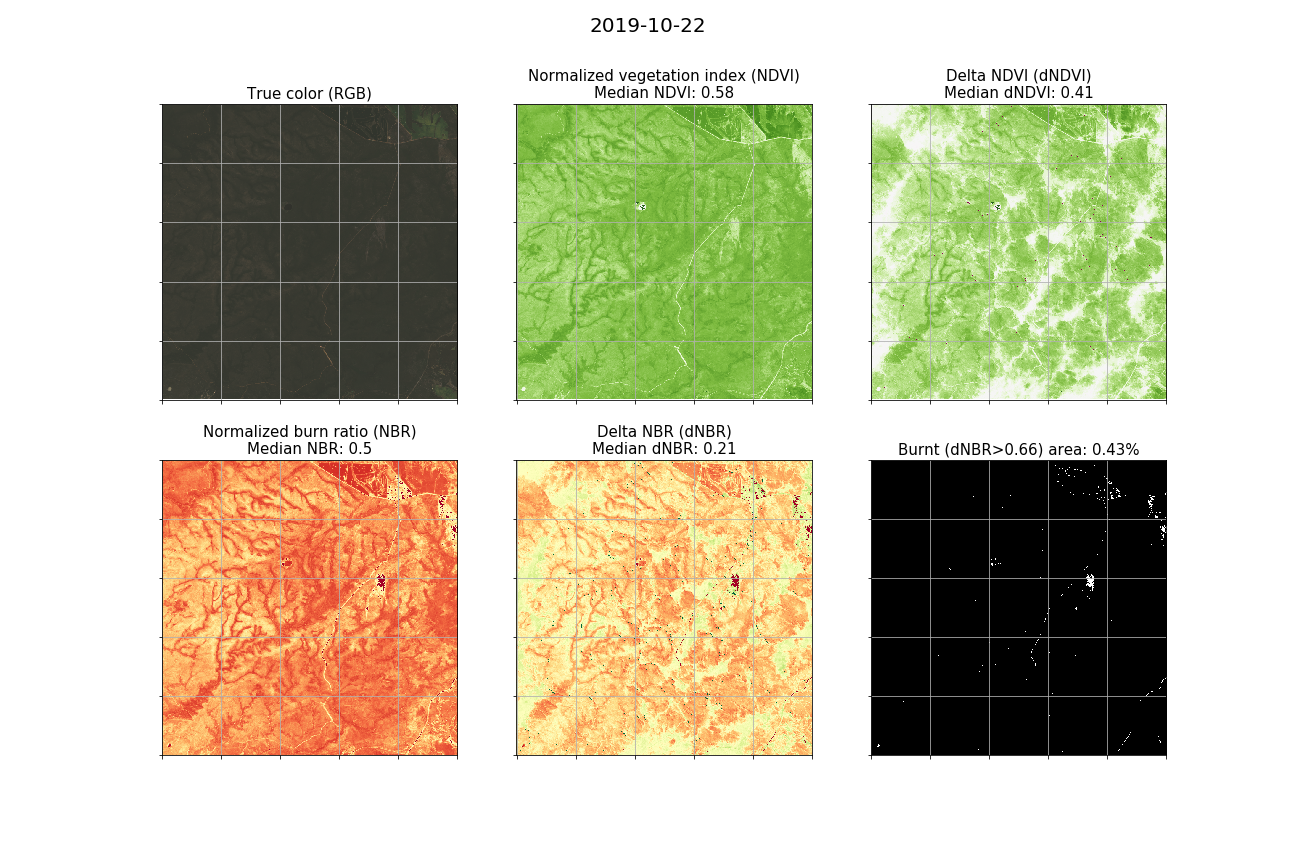 2019-10-22
True color (RGB)
Normalized vegetation index (NDVI)
Median NDVI: 0.58
Delta NDVI (dNDVI)
Median dNDVI: 0.41
Normalized burn ratio (NBR)
Median NBR: 0.5
Delta NBR (dNBR)
Median dNBR: 0.21
Burnt (dNBR>0.66) area: 0.43%